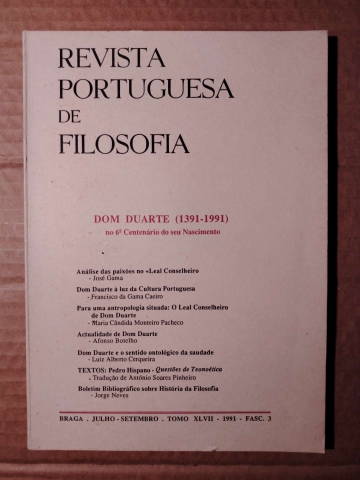 REVISTA
PORTUGUESA
DE
FILOSOFIA
DOM DUARTE (1391-1991)
no 6º Centenário do seu Nascimento
Análise das paixões no «Leal Conselheiro
- José Gama
Dom Duarte à luz da Cultura Portuguesa
- Francisco da Gama Caeiro
Para uma antropologia situada: O Leal Conselheiro
de Dom Duarte
- Maria Cândida Monteiro Pacheco
Actualidade de Dom Duarte
- Afonso Botelho
Dom Duarte e o sentido ontológico da saudade
- Luiz Alberto Cerqueira
TEXTOS: Pedro Hispano - Questões de Teonoética
- Tradução de António Soares Pinheiro
Boletim Bibliográfico sobre História da Filosofia
- Jorge Neves
BRAGA . JULHO - SETEMBRO . TOMO XLVII - 1991 - FASC. 3